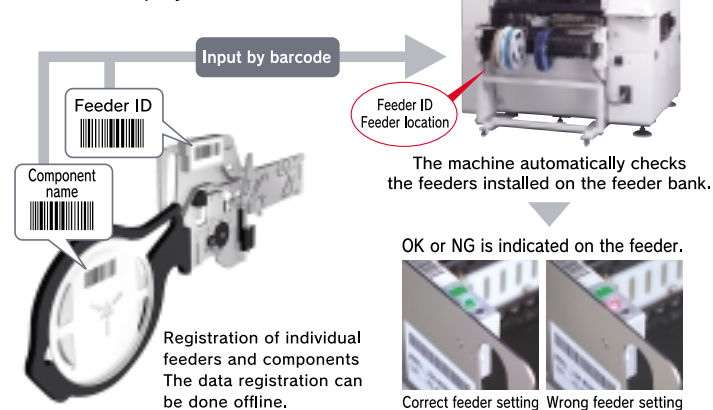 Input by barcode
Feeder ID
Component
name
Feeder ID
Feeder location
The machine automatically checks
the feeders installed on the feeder bank.
OK or NG is indicated on the feeder.
Registration of individual
feeders and components
The data registration can
be done offline.
Correct feeder setting
Wrong feeder setting